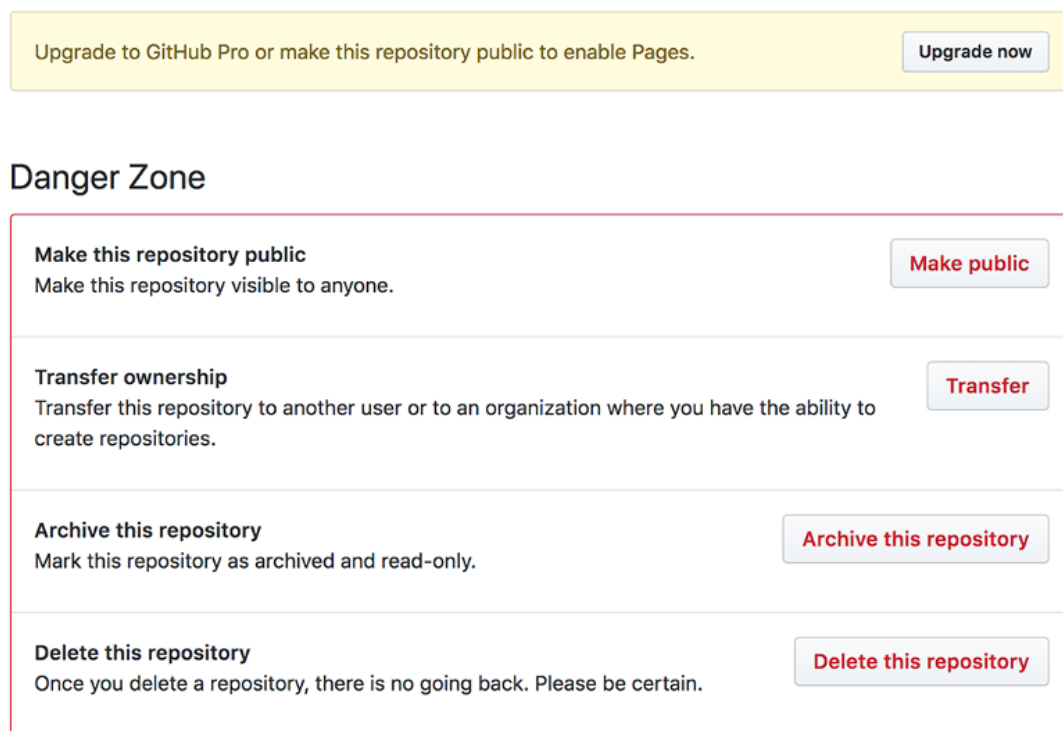 Upgrade to GitHub Pro or make this repository public to enable Pages.
Upgrade now
Danger Zone
Make this repository public
Make this repository visible to anyone.
Make public
Transfer ownership
Transfer this repository to another user or to an organization where you have the ability to
create repositories.
Transfer
Archive this repository
Mark this repository as archived and read-only.
Archive this repository
Delete this repository
Once you delete a repository, there is no going back. Please be certain.
Delete this repository